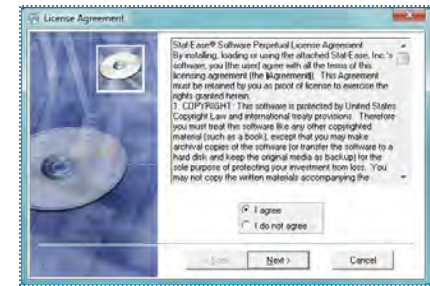 License Agreement
Stat-Ease® Software Perpetual License Agreement
By installing, loading or using the attached Stat-Ease, Inc.'s
software, you [the user] agree with all the terms of this
licensing agreement (the [Agreement]). This Agreement
must be retained by you as proof of license to exercise the
rights granted herein.
1. COPYRIGHT: This software is protected by United States
Copyright Law and international treaty provisions. Therefore
you must treat this software like any other copyrighted
material (such as a book), except that you may make
archival copies of the software (or transfer the software to a
hard disk and keep the original media as backup) for the
sole purpose of protecting your investment from loss. You
may not copy the written materials accompanying the
I agree
I do not agree
Next >
Cancel